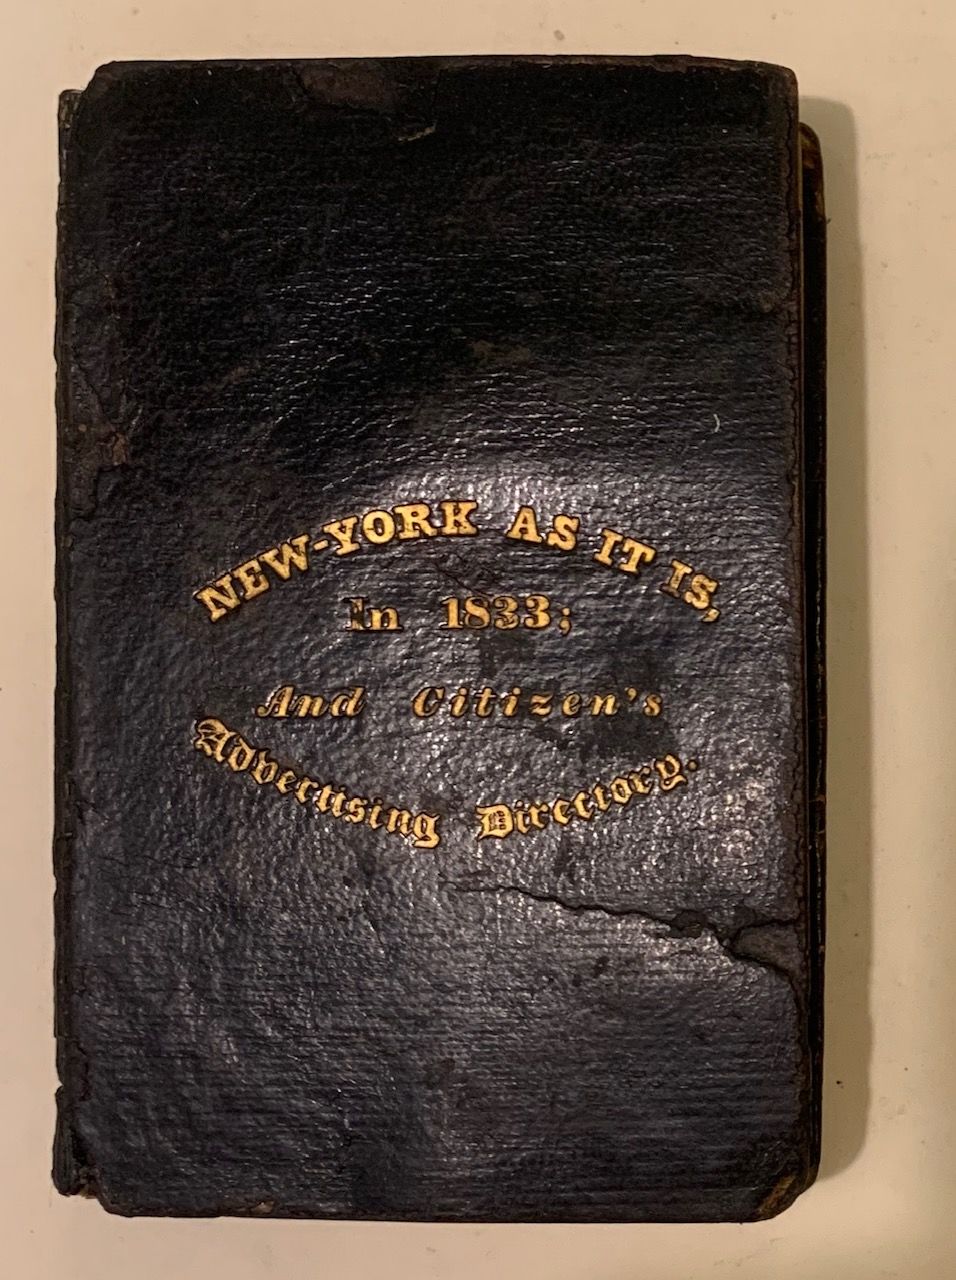 NEW-YORK AS IT IS,
In 1833;
And Citizen's
Advertising Directory.